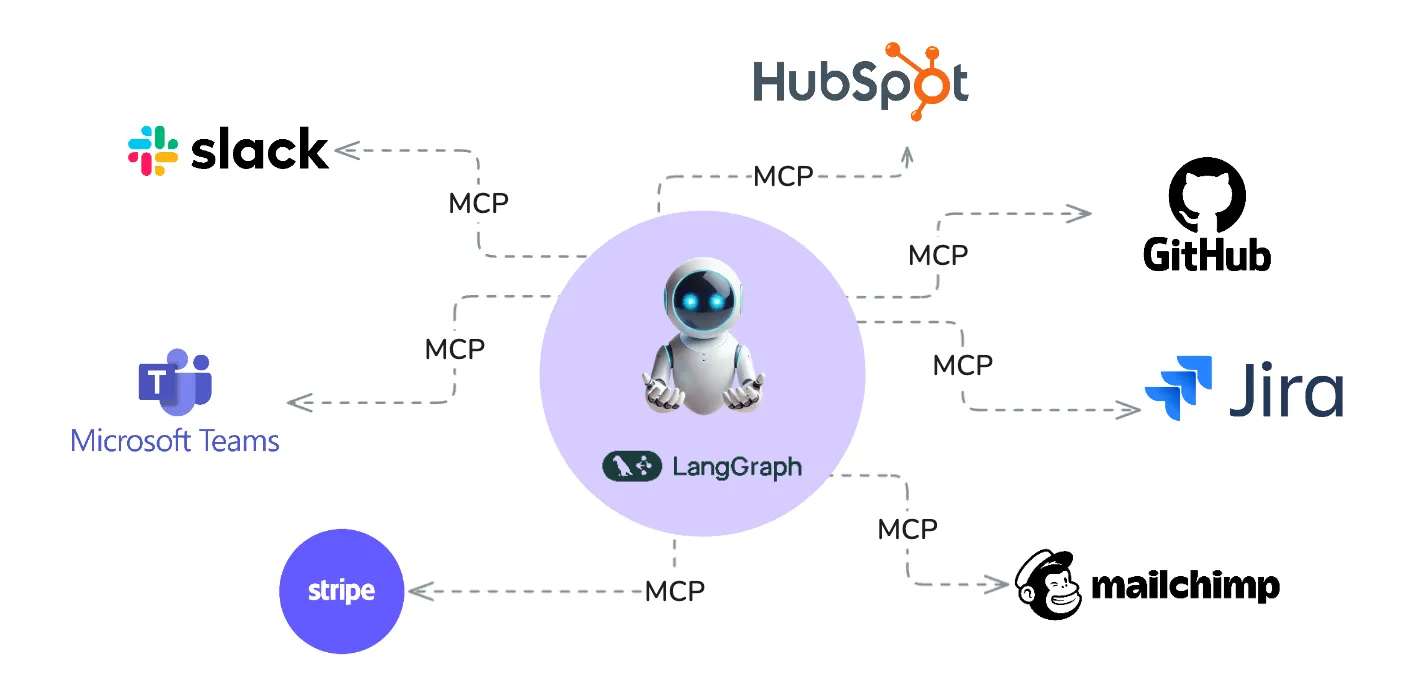 HubSpot
slack
MCP
MCP
MCP
GitHub
MCP
MCP
Jira
T
Microsoft Teams
LangGraph
MCP
stripe
MCP
mailchimp